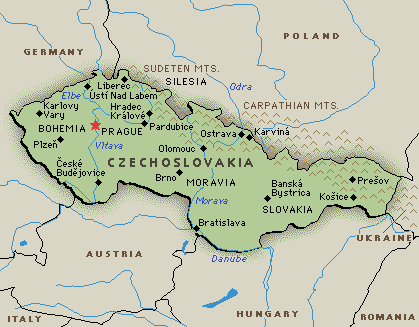 GERMANY
POLAND
SUDETEN MTS.
SILESIA
Liberec
Elbe
Ústí Nad Labem
Odra
Karlovy
Vary
Hradec
Králové
CARPATHIAN MTS.
BOHEMIA
PRAGUE
Pardubice
Ostrava
Karviná
Plzeň
Vltava
Olomouc
CZECHOSLOVAKIA
České
Budějovice
Brno
MORAVIA
Banská
Bystrica
Prešov
Morava
SLOVAKIA
Košice
Bratislava
UKRAINE
AUSTRIA
Danube
ITALY
HUNGARY
ROMANIA